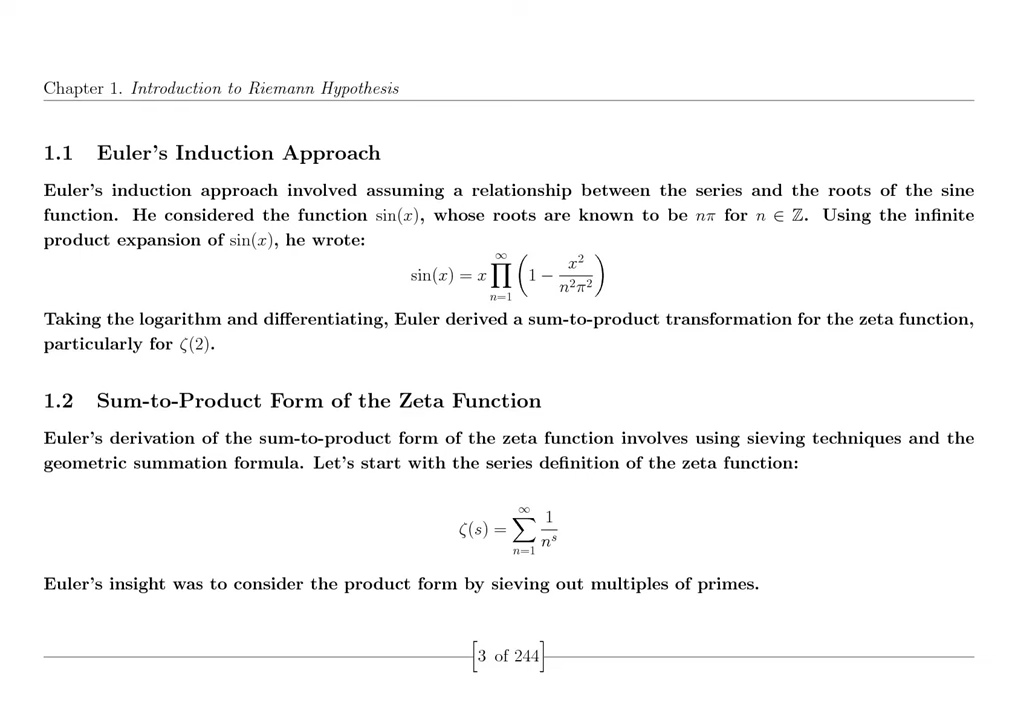 Chapter 1. Introduction to Riemann Hypothesis
1.1 Euler's Induction Approach
Euler's induction approach involved assuming a relationship between the series and the roots of the sine
function. He considered the function sin(x), whose roots are known to be nπ for n ∈ ℤ. Using the infinite
product expansion of sin(x), he wrote:
sin(x) = x ∏_{n=1}^{∞} (1 − x²/(n²π²))
Taking the logarithm and differentiating, Euler derived a sum-to-product transformation for the zeta function,
particularly for ζ(2).
1.2 Sum-to-Product Form of the Zeta Function
Euler's derivation of the sum-to-product form of the zeta function involves using sieving techniques and the
geometric summation formula. Let's start with the series definition of the zeta function:
ζ(s) = ∑_{n=1}^{∞} 1/n^s
Euler's insight was to consider the product form by sieving out multiples of primes.
[3 of 244]